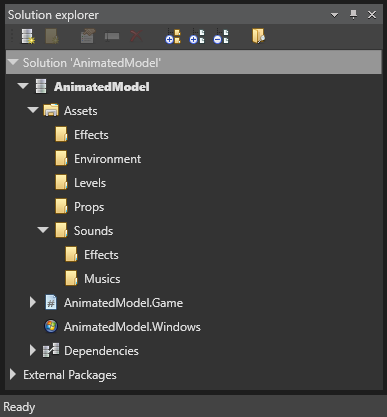 Solution explorer
Solution 'AnimatedModel'
AnimatedModel
Assets
Effects
Environment
Levels
Props
Sounds
Effects
Musics
AnimatedModel.Game
AnimatedModel.Windows
Dependencies
External Packages
Ready